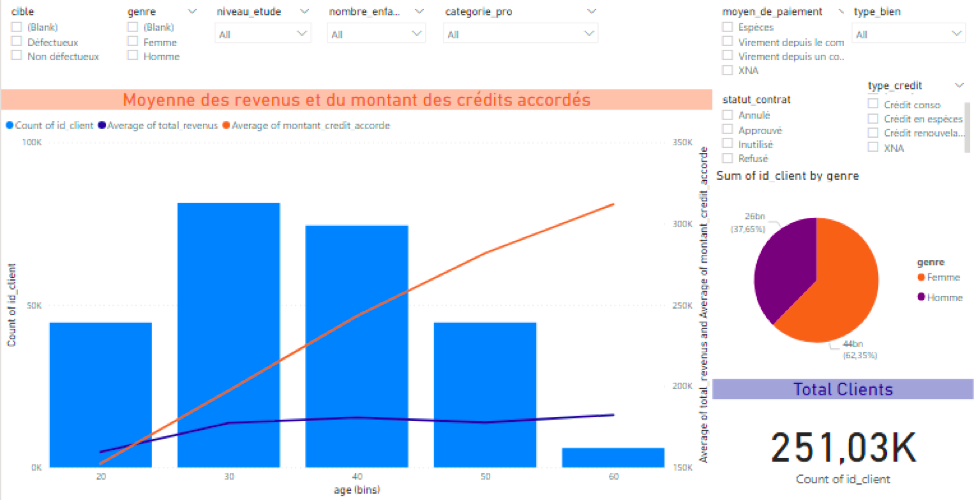 cible
(Blank)
Défectueux
Non défectueux
genre
(Blank)
Femme
Homme
niveau_etude
All
nombre_enfa...
All
categorie_pro
All
moyen_de_paiement
Espèces
Virement depuis le com
Virement depuis un co...
XNA
type_bien
All
statut_contrat
Annulé
Approuvé
Inutilisé
Refusé
type_credit
Crédit conso
Crédit en espèces
Crédit renouvela...
XNA
Moyenne des revenus et du montant des crédits accordés
Count of id_client Average of total_revenus Average of montant_credit_accorde
100K
50K
0K
Count of id_client
350K
300K
250K
200K
150K
Average of total_revenus and Average of montant_credit_accorde
20 30 40 50 60
age (bins)
Sum of id_client by genre
26bn
(37,65%)
44bn
(62,35%)
genre
Femme
Homme
Total Clients
251,03K
Count of id_client